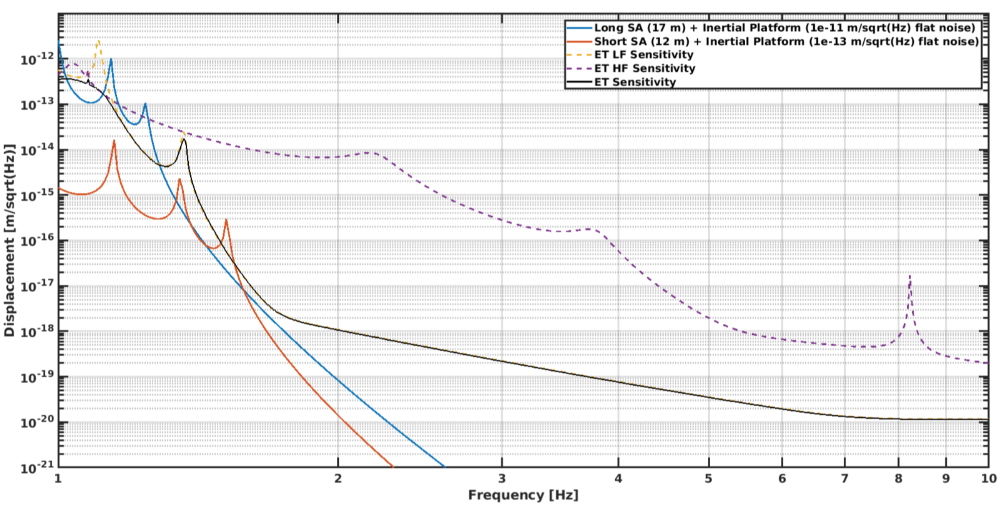 Long SA (17 m) + Inertial Platform (1e-11 m/sqrt(Hz) flat noise)
Short SA (12 m) + Inertial Platform (1e-13 m/sqrt(Hz) flat noise)
ET LF Sensitivity
ET HF Sensitivity
ET Sensitivity
Displacement [m/sqrt(Hz)]
10-12
10-13
10-14
10-15
10-16
10-17
10-18
10-19
10-20
10-21
1 2 3 4 5 6 7 8 9 10
Frequency [Hz]